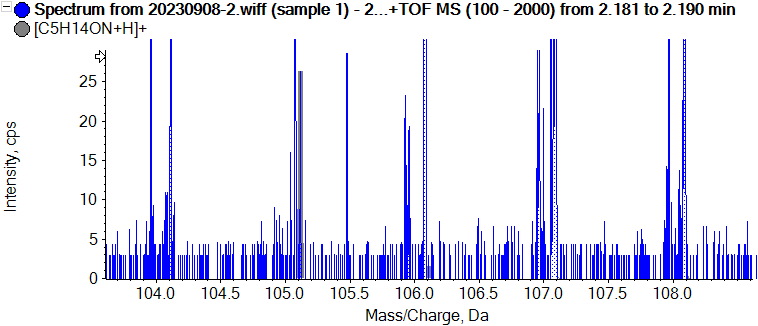 Spectrum from 20230908-2.wiff (sample 1) - 2...+TOF MS (100 - 2000) from 2.181 to 2.190 min
[C5H14ON+H]+
25
20
15
10
5
0
Intensity, cps
104.0 104.5 105.0 105.5 106.0 106.5 107.0 107.5 108.0
Mass/Charge, Da